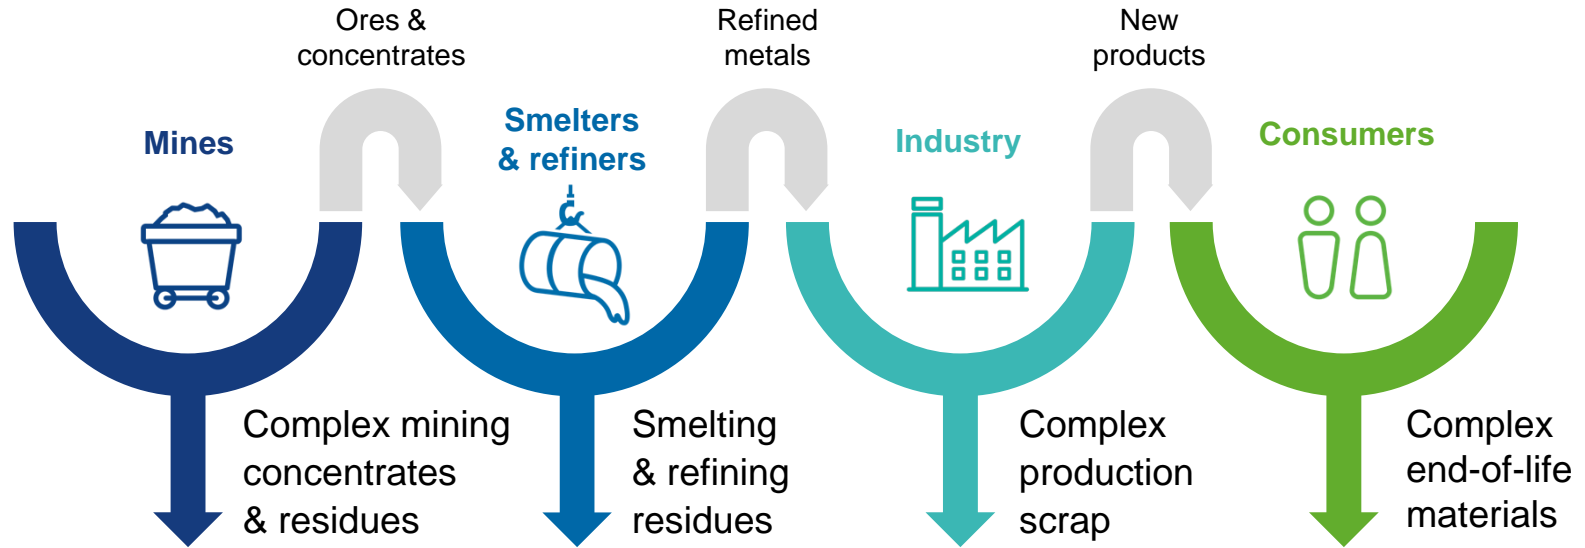 Ores &
concentrates
Refined
metals
New
products
Mines
Smelters
& refiners
Industry
Consumers
Complex mining
concentrates
& residues
Smelting
& refining
residues
Complex
production
scrap
Complex
end-of-life
materials